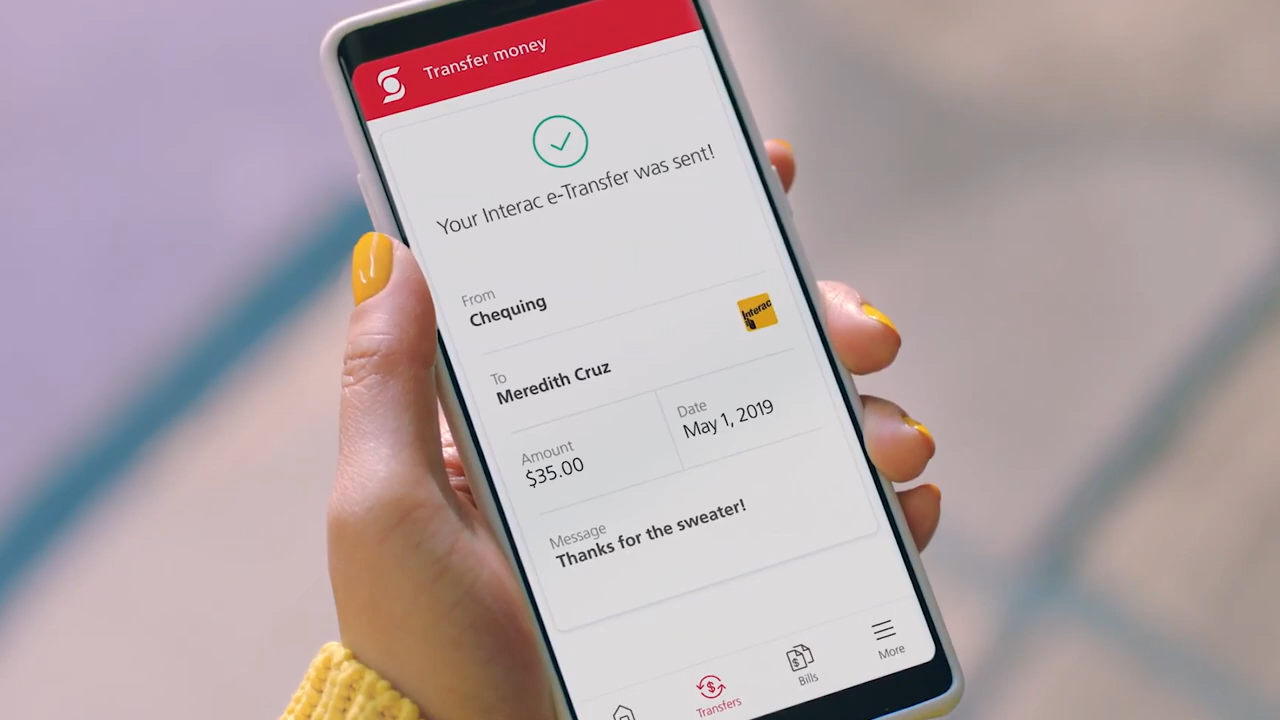 Transfer money
Your Interac e-Transfer was sent!
From
Chequing
Interac
To
Meredith Cruz
Amount
$35.00
Date
May 1, 2019
Message
Thanks for the sweater!
Transfers
Bills
More